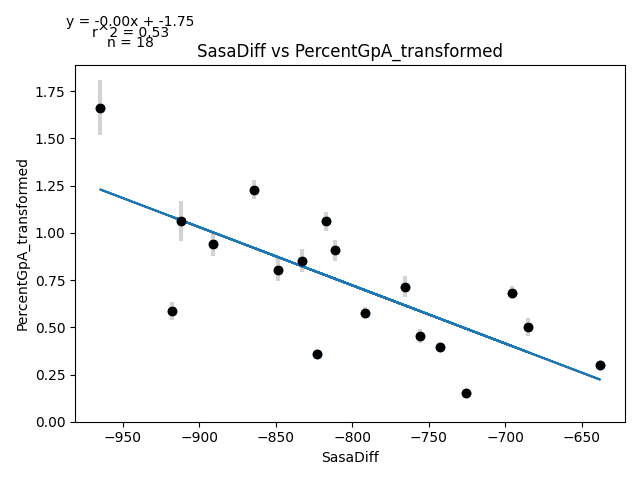 y = -0.00x + -1.75
r^2 = 0.53
n = 18
SasaDiff vs PercentGpA_transformed
PercentGpA_transformed
1.75
1.50
1.25
1.00
0.75
0.50
0.25
0.00
−950 −900 −850 −800 −750 −700 −650
SasaDiff